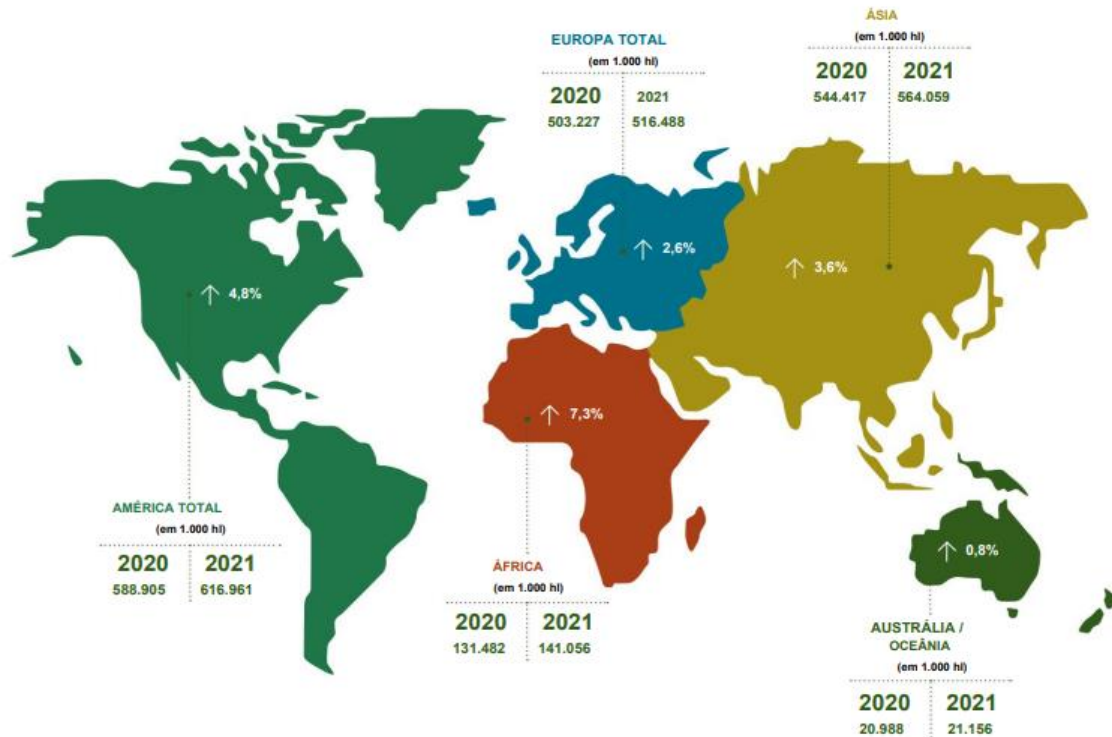 EUROPA TOTAL
(em 1.000 hl)
2020 2021
503.227 516.488
ÁSIA
(em 1.000 hl)
2020 2021
544.417 564.059
2,6%
3,6%
4,8%
7,3%
AMÉRICA TOTAL
(em 1.000 hl)
2020 2021
588.905 616.961
ÁFRICA
(em 1.000 hl)
2020 2021
131.482 141.056
0,8%
AUSTRÁLIA /
OCEÂNIA
(em 1.000 hl)
2020 2021
20.988 21.156